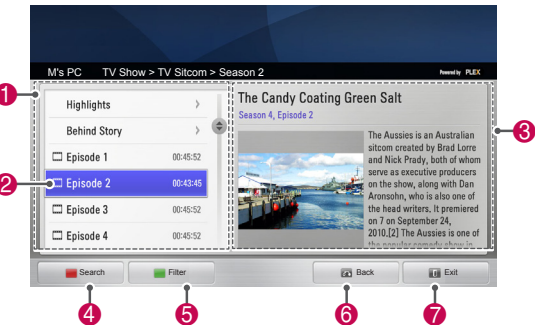 M's PC TV Show > TV Sitcom > Season 2 Powered by PLEX
1
Highlights >
Behind Story >
Episode 1 00:45:52
2
Episode 2 00:43:45
Episode 3 00:45:52
Episode 4 00:45:52
The Candy Coating Green Salt
Season 4, Episode 2
3
The Aussies is an Australian
sitcom created by Brad Lorre
and Nick Prady, both of whom
serve as executive producers
on the show, along with Dan
Aronsohn, who is also one of
the head writers. It premiered
on 7 on September 24,
2010.[2] The Aussies is one of
the popular comedy show in
Search
Filter
Back
Exit
4
5
6
7